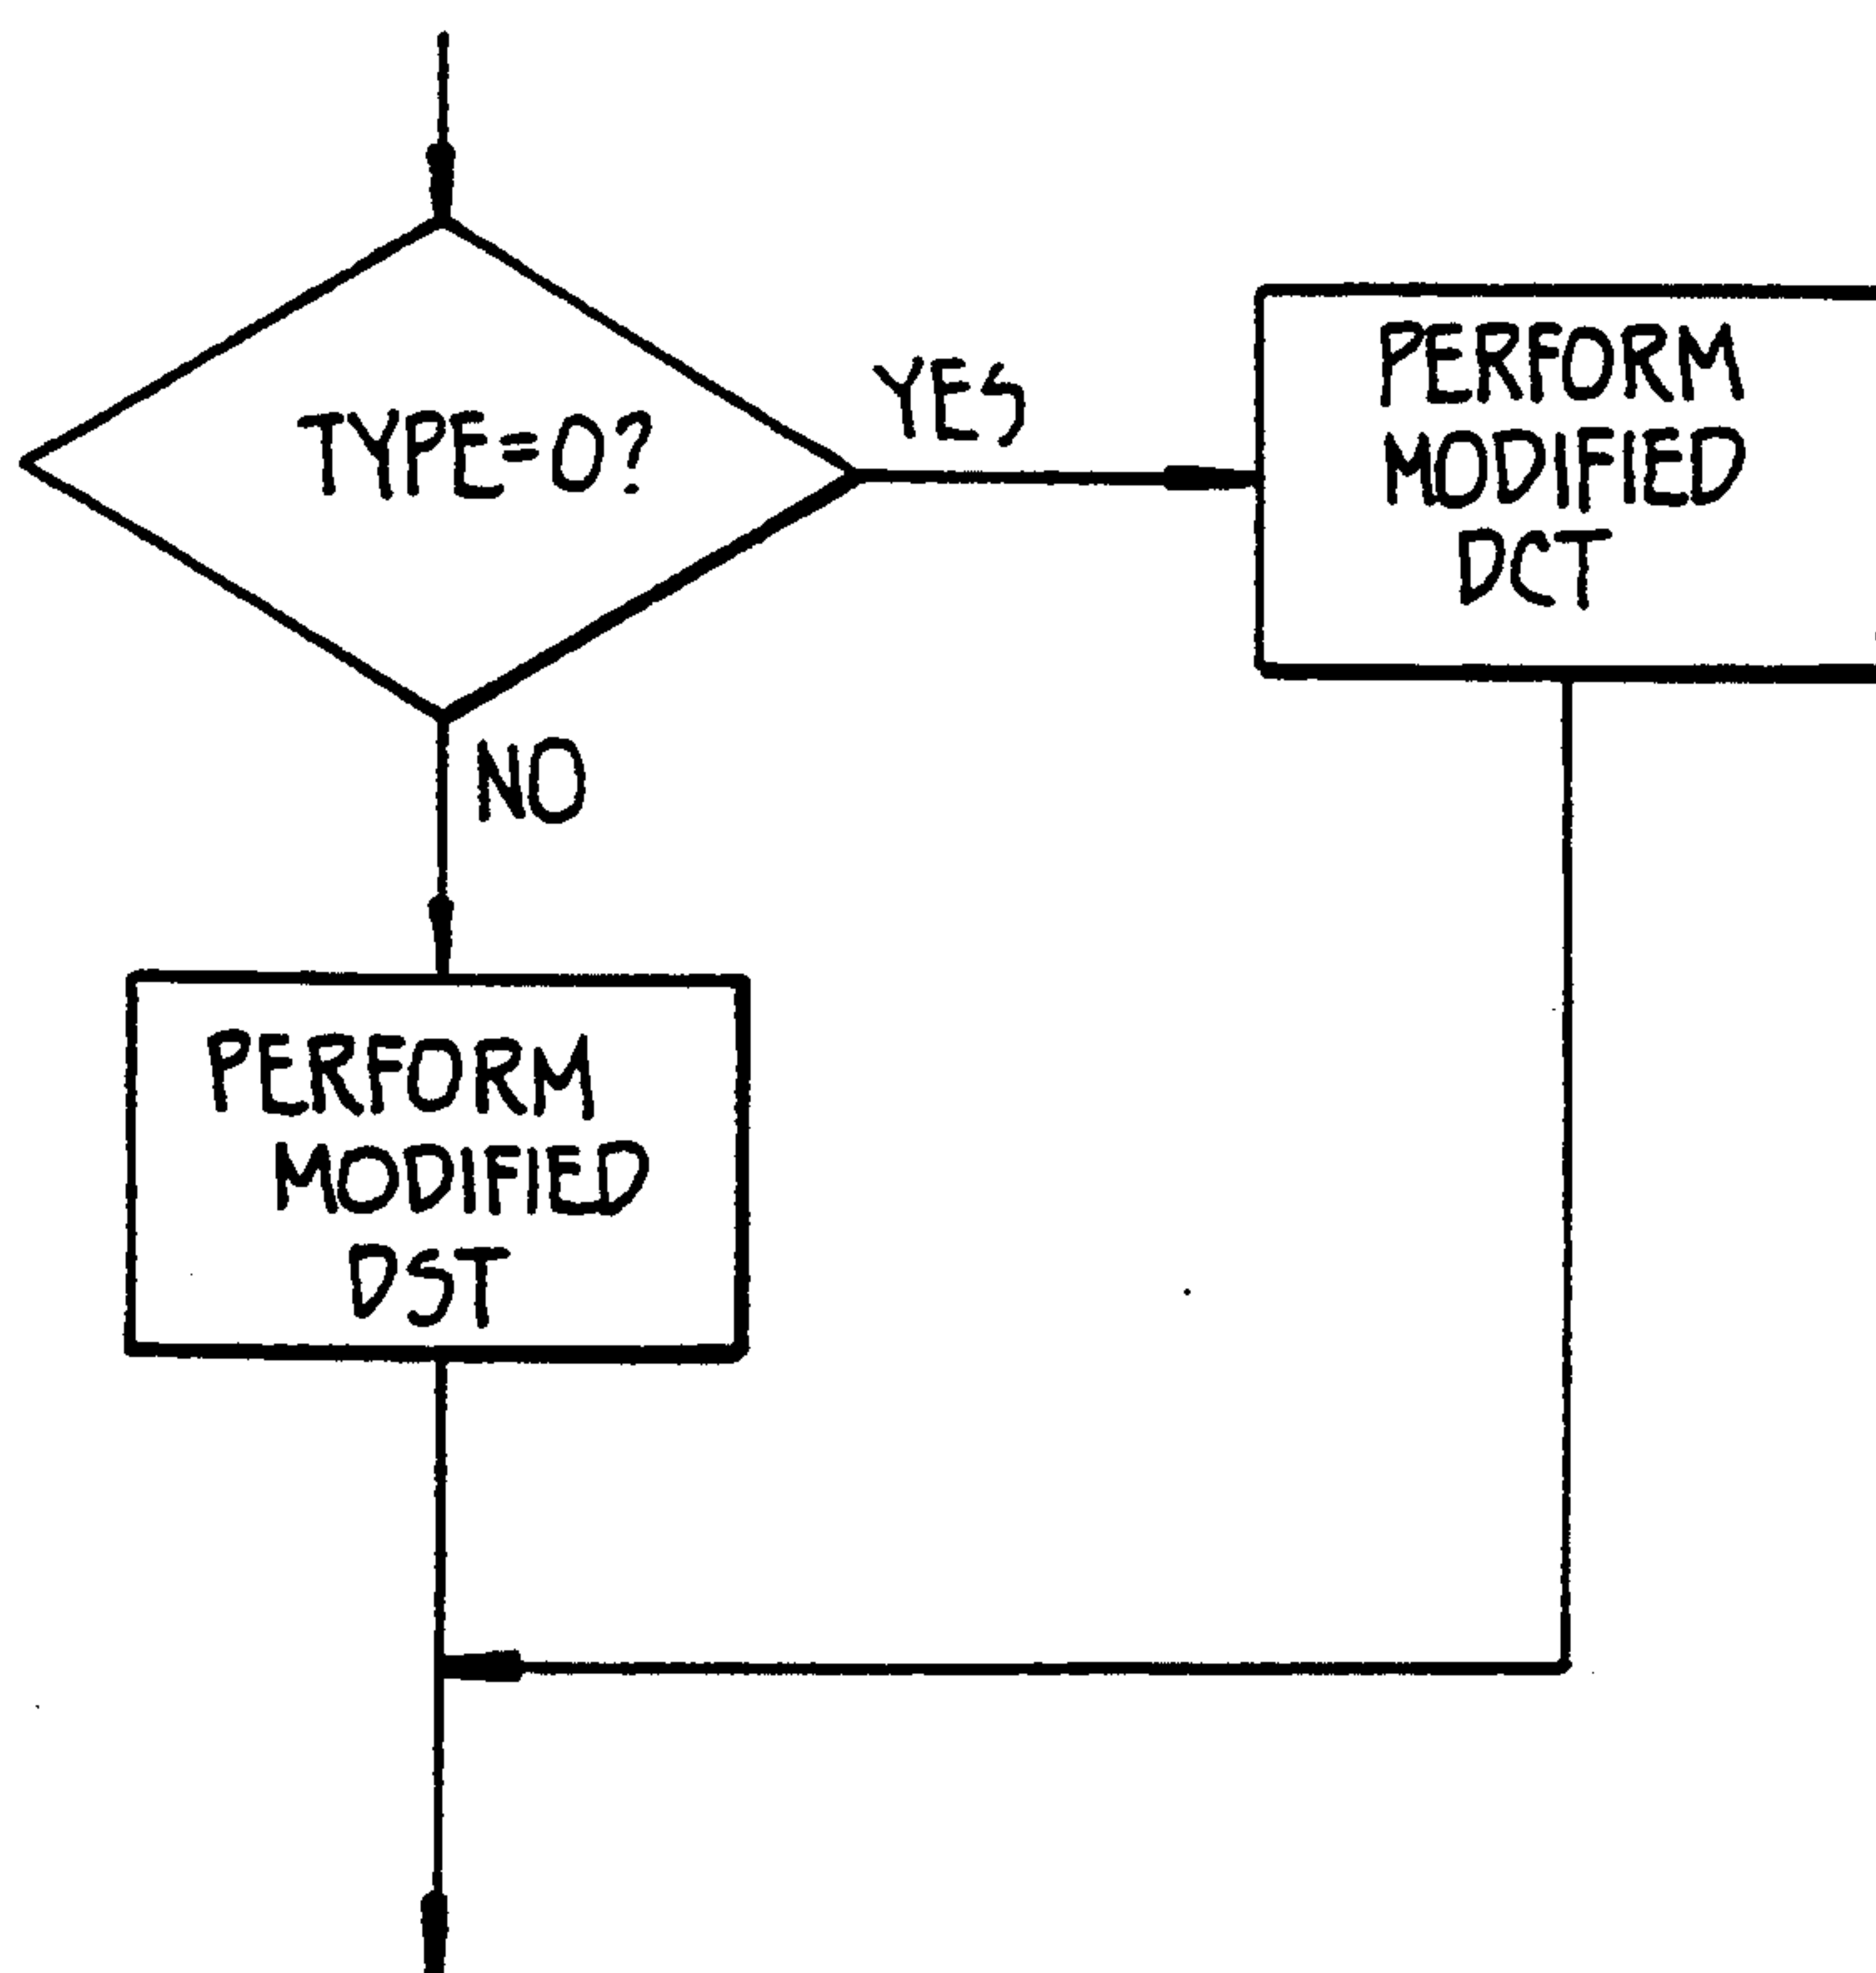 TYPE=0?
YES
PERFORM
MODIFIED
DCT
NO
PERFORM
MODIFIED
DST